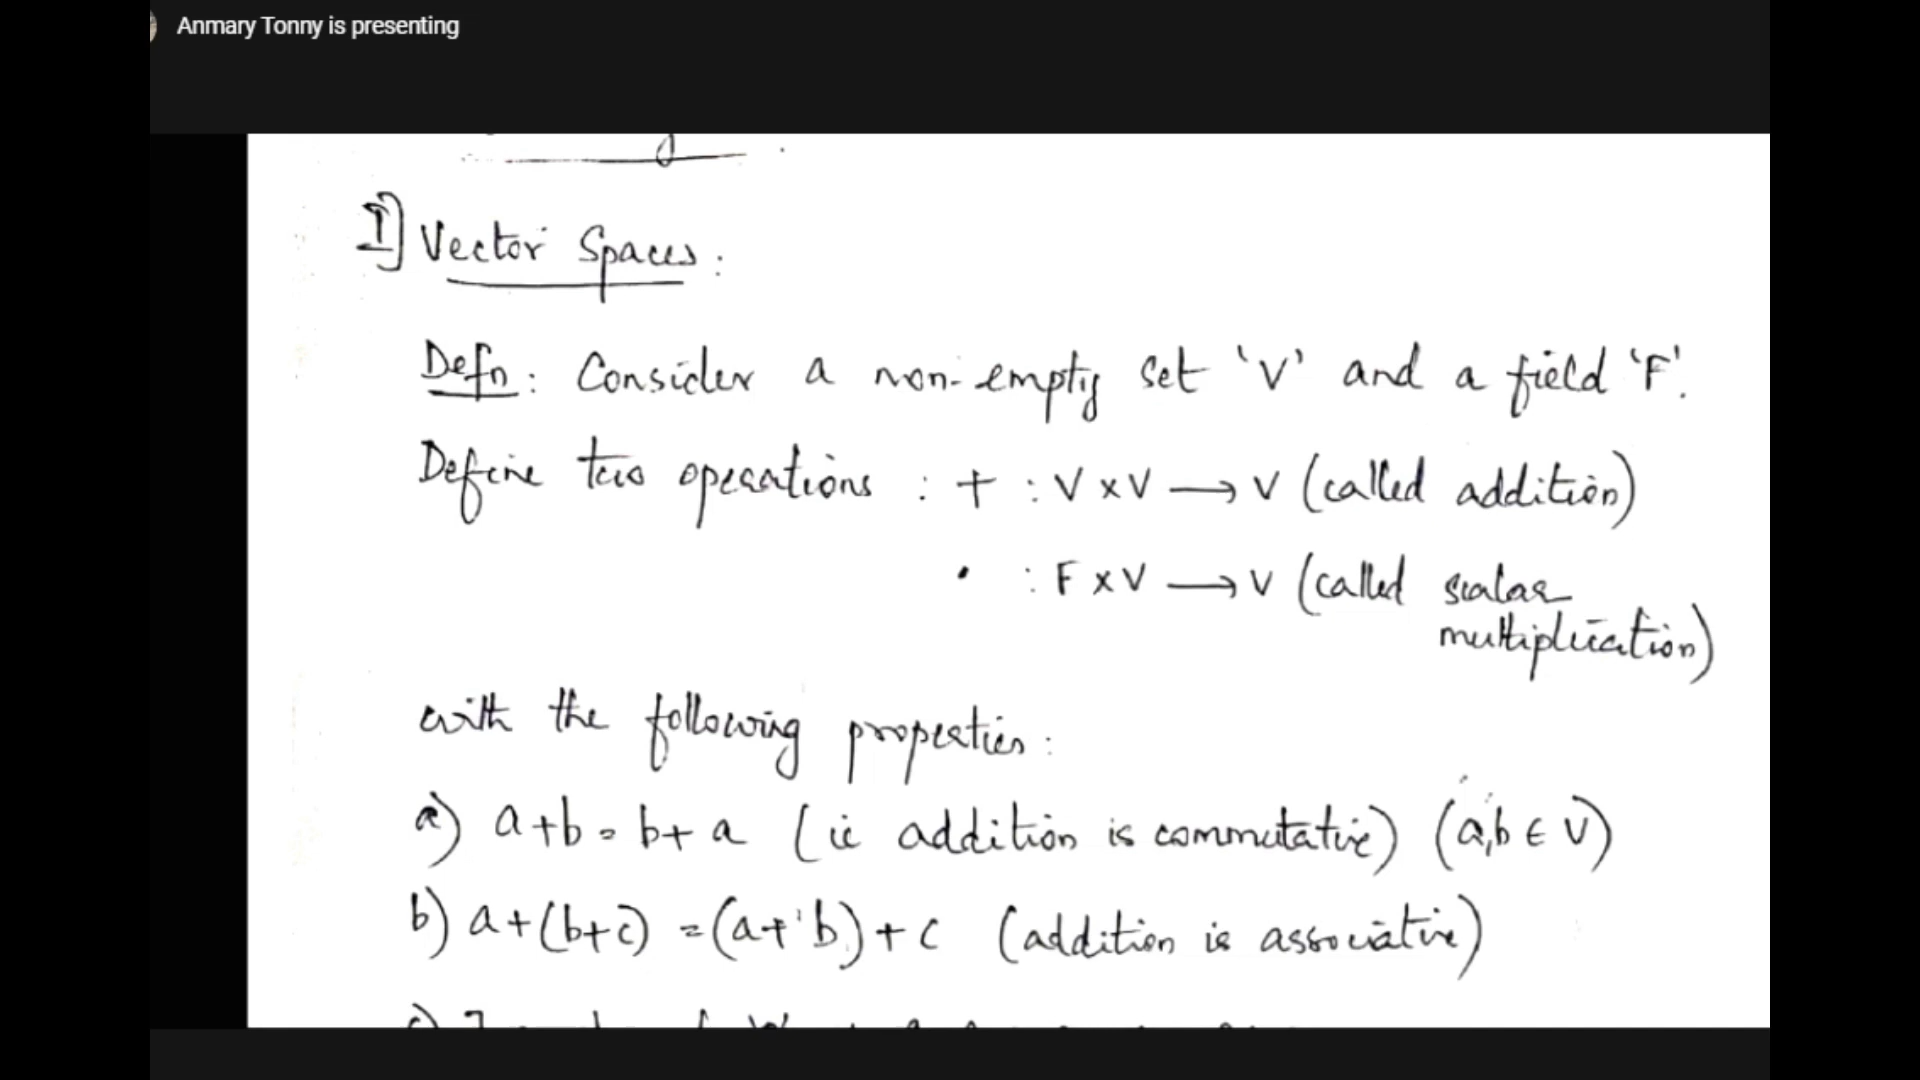 Anmary Tonny is presenting
I] Vector Spaces:
Defn: Consider a non-empty set 'V' and a field 'F'.
Define two operations : + : V x V ⟶ V (called addition)
• : F x V ⟶ V (called scalar
multiplication)
with the following properties:
a) a+b = b+a (ie addition is commutative) (a,b ∈ V)
b) a+(b+c) = (a+b)+c (addition is associative)